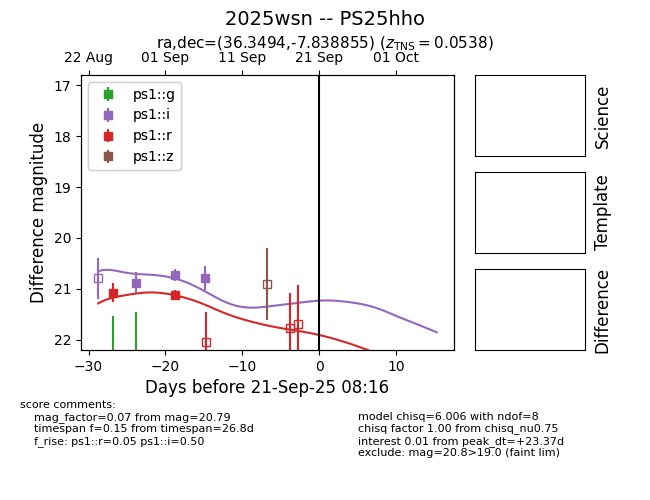 2025wsn -- PS25hho
ra,dec=(36.3494,-7.838855) (z_TNS = 0.0538)
22 Aug 01 Sep 11 Sep 21 Sep 01 Oct
ps1::g
ps1::i
ps1::r
ps1::z
17
18
19
20
21
22
Difference magnitude
−30 −20 −10 0 10
Days before 21-Sep-25 08:16
Science
Template
Difference
score comments:
mag_factor=0.07 from mag=20.79
timespan f=0.15 from timespan=26.8d
f_rise: ps1::r=0.05 ps1::i=0.50
model chisq=6.006 with ndof=8
chisq factor 1.00 from chisq_nu0.75
interest 0.01 from peak_dt=+23.37d
exclude: mag=20.8>19.0 (faint lim)